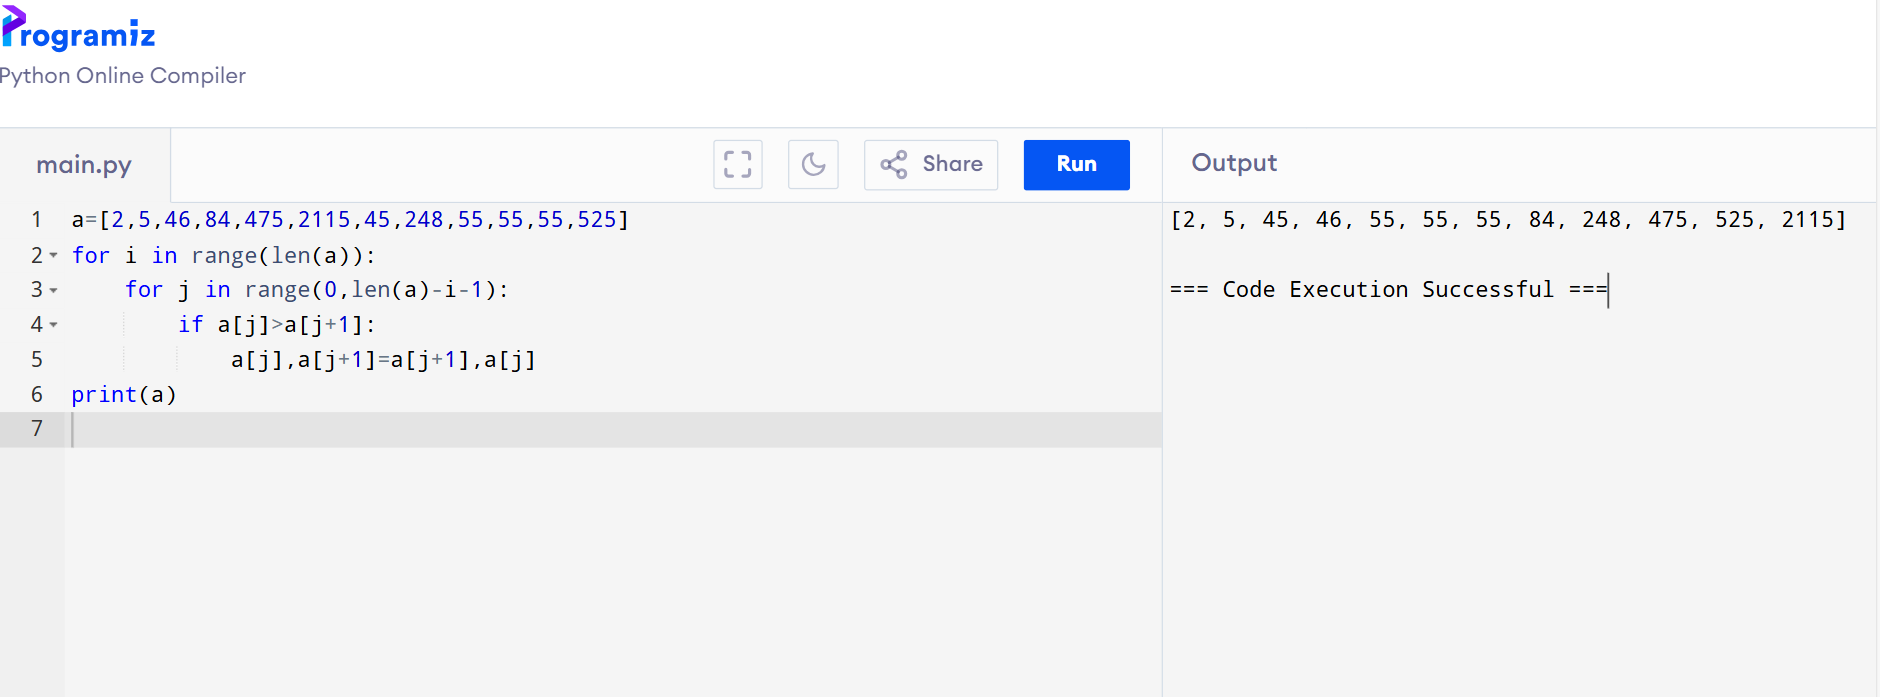 Programiz
Python Online Compiler
main.py
Share
Run
Output
1 a=[2,5,46,84,475,2115,45,248,55,55,55,525]
2 for i in range(len(a)):
3     for j in range(0,len(a)-i-1):
4         if a[j]>a[j+1]:
5             a[j],a[j+1]=a[j+1],a[j]
6 print(a)
7
[2, 5, 45, 46, 55, 55, 55, 84, 248, 475, 525, 2115]
=== Code Execution Successful ===